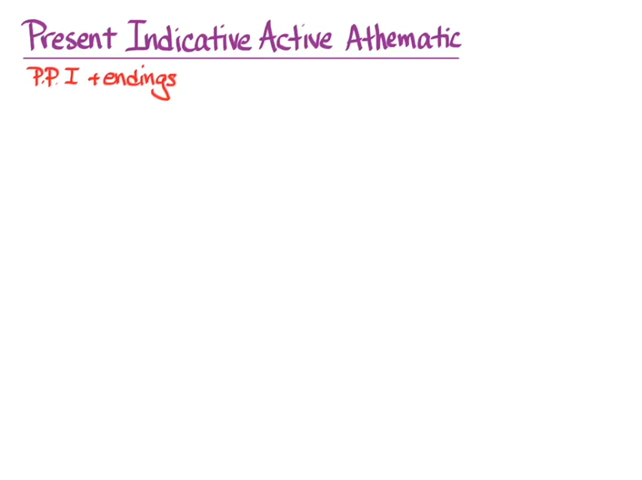 Present Indicative Active Athematic
P.P. I + endings